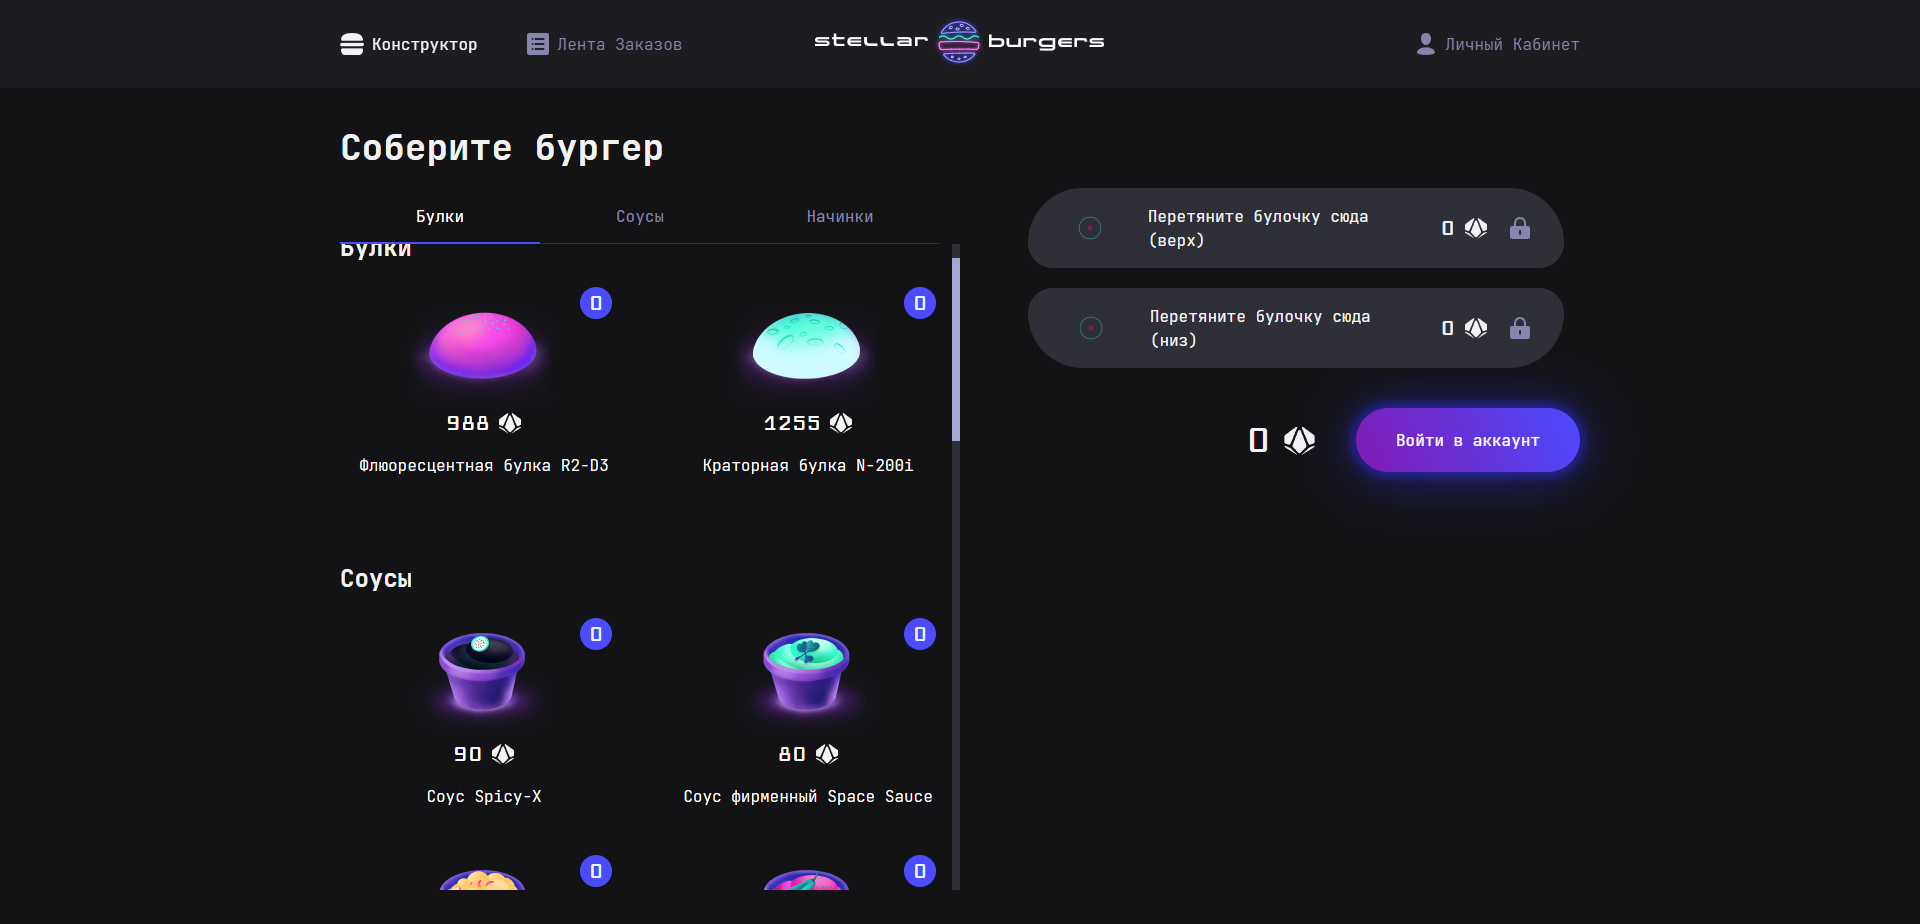 Конструктор
Лента Заказов
stellar burgers
Личный Кабинет
Соберите бургер
Булки
Соусы
Начинки
Булки
0
0
988
1255
Флюоресцентная булка R2-D3
Краторная булка N-200i
Соусы
0
0
90
80
Соус Spicy-X
Соус фирменный Space Sauce
0
0
Перетяните булочку сюда
(верх)
0
Перетяните булочку сюда
(низ)
0
0
Войти в аккаунт